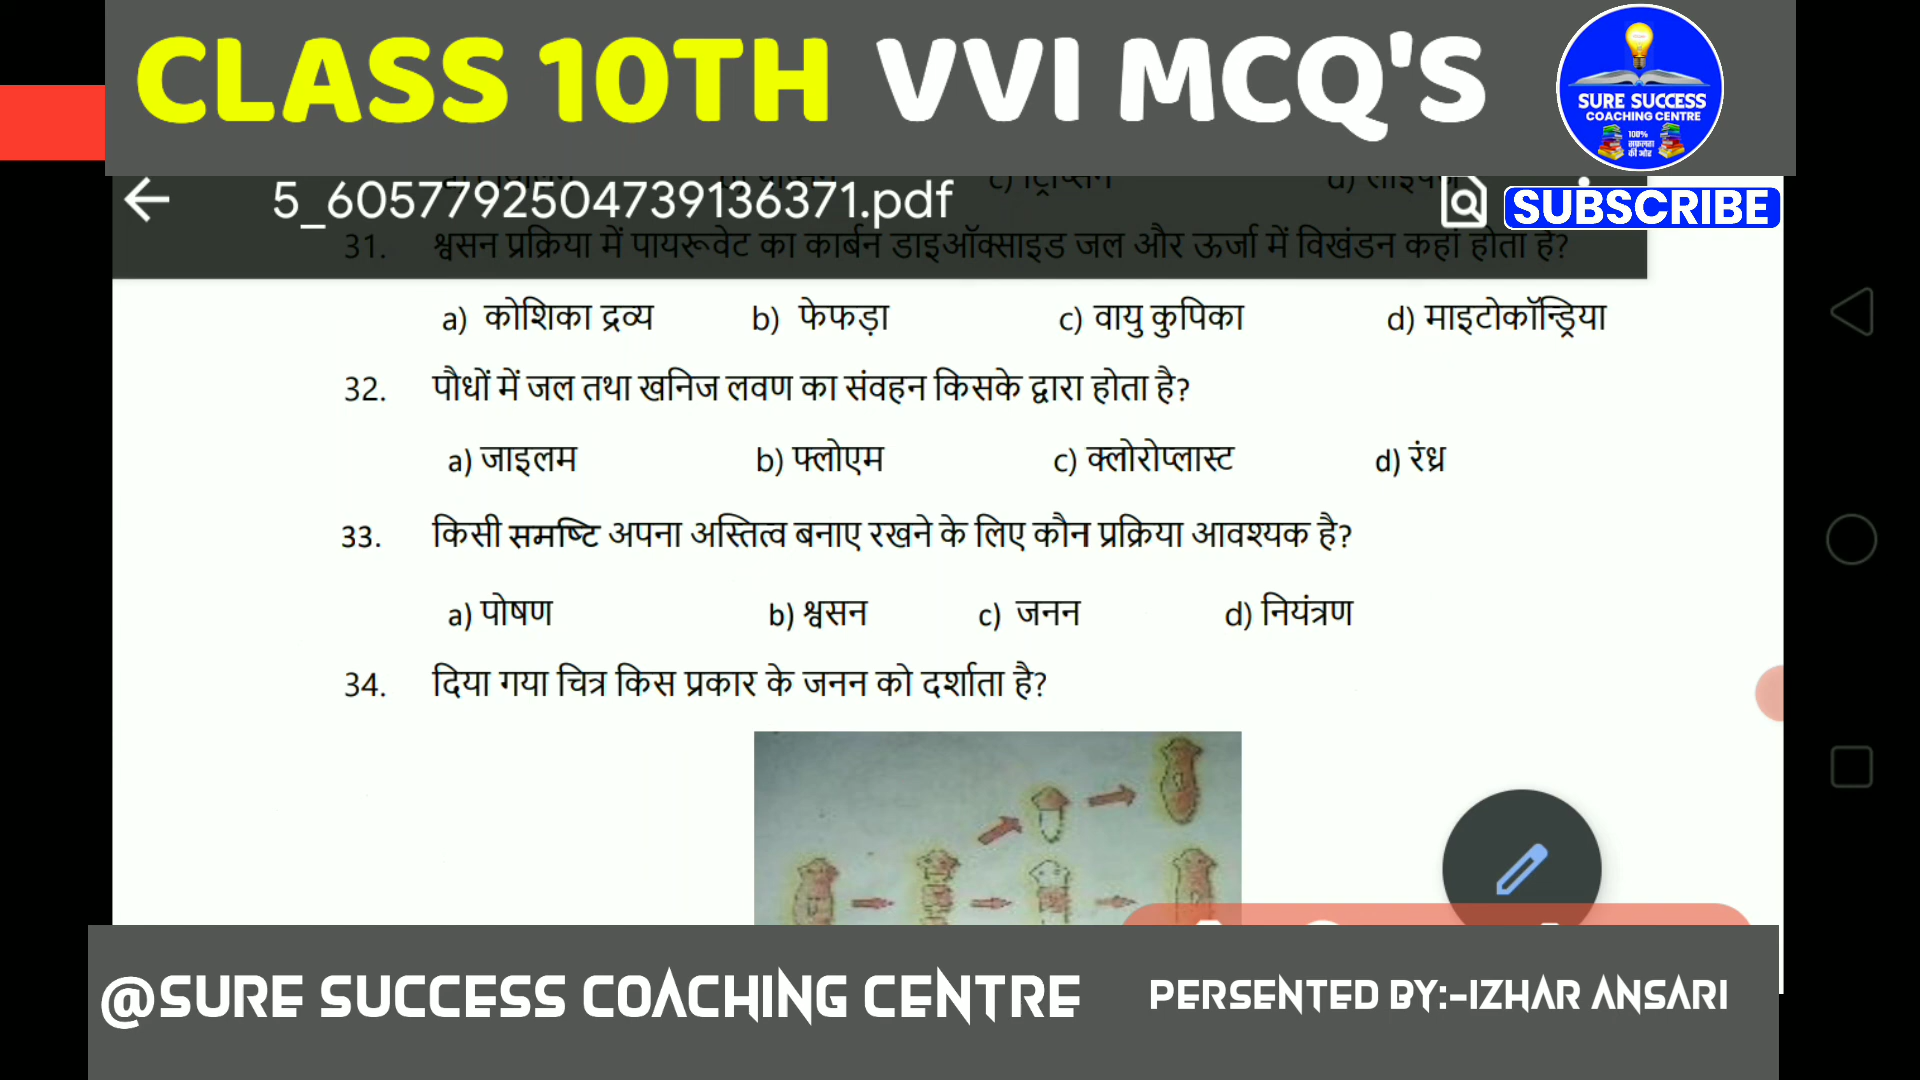 CLASS 10TH VVI MCQ'S
SURE SUCCESS
COACHING CENTRE
100%
सफलता
की ओर
5_6057792504739136371.pdf
SUBSCRIBE
c) ट्रिप्सिन
31. श्वसन प्रक्रिया में पायरूवेट का कार्बन डाइऑक्साइड जल और ऊर्जा में विखंडन कहां होता है?
a) कोशिका द्रव्य b) फेफड़ा c) वायु कुपिका d) माइटोकॉन्ड्रिया
32. पौधों में जल तथा खनिज लवण का संवहन किसके द्वारा होता है?
a) जाइलम b) फ्लोएम c) क्लोरोप्लास्ट d) रंध्र
33. किसी समष्टि अपना अस्तित्व बनाए रखने के लिए कौन प्रक्रिया आवश्यक है?
a) पोषण b) श्वसन c) जनन d) नियंत्रण
34. दिया गया चित्र किस प्रकार के जनन को दर्शाता है?
@SURE SUCCESS COACHING CENTRE PERSENTED BY:-IZHAR ANSARI